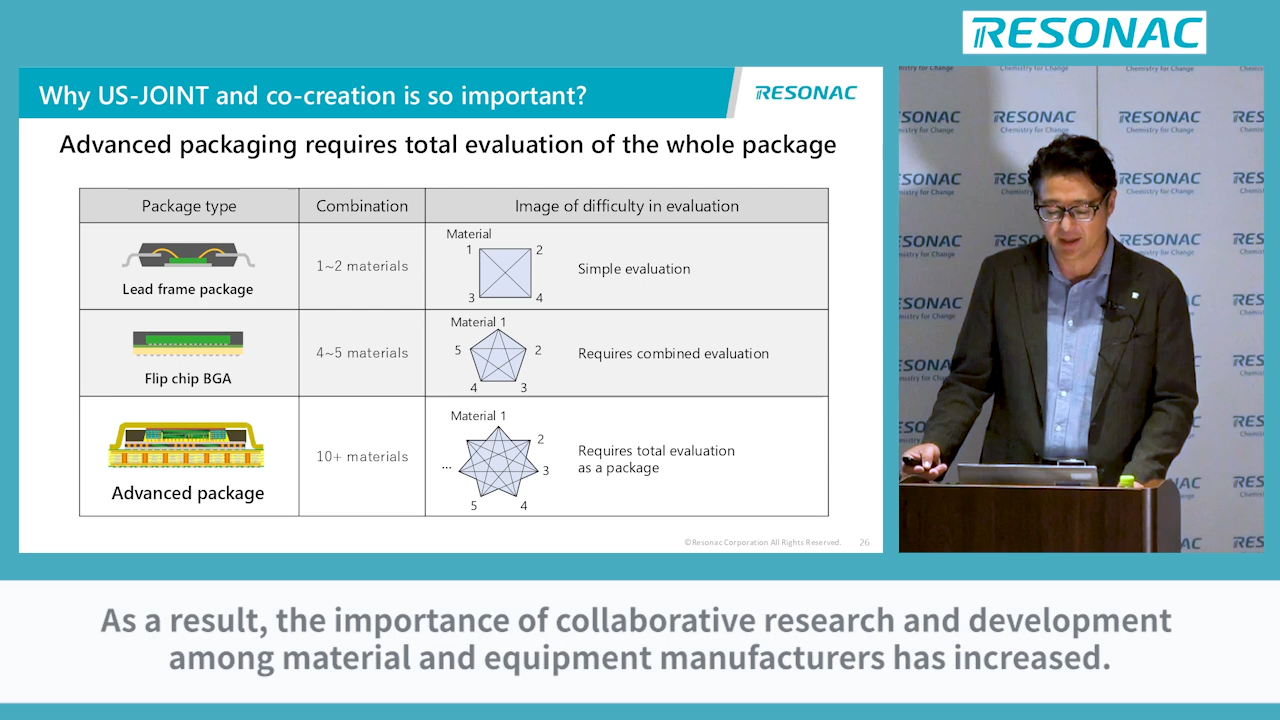 RESONAC
Why US-JOINT and co-creation is so important?
RESONAC
Advanced packaging requires total evaluation of the whole package
Package type
Combination
Image of difficulty in evaluation
Lead frame package
1~2 materials
Material
1
2
3
4
Simple evaluation
Flip chip BGA
4~5 materials
Material 1
5
2
4
3
Requires combined evaluation
Advanced package
10+ materials
Material 1
2
...
3
5
4
Requires total evaluation
as a package
©Resonac Corporation All Rights Reserved.
26
RESONAC
Chemistry for Change
As a result, the importance of collaborative research and development
among material and equipment manufacturers has increased.